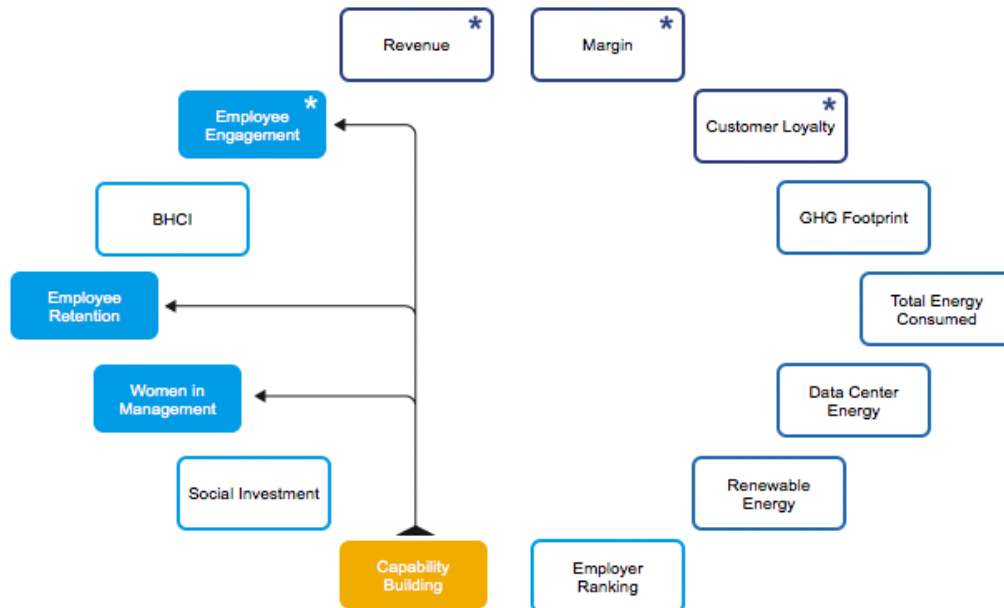 Revenue *
Margin *
Employee *
Engagement
Customer Loyalty *
BHCI
GHG Footprint
Employee
Retention
Total Energy
Consumed
Women in
Management
Data Center
Energy
Social Investment
Renewable
Energy
Capability
Building
Employer
Ranking